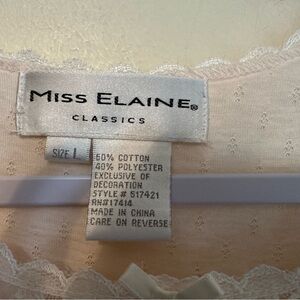 MISS ELAINE®
CLASSICS
SIZE L
60% COTTON
40% POLYESTER
EXCLUSIVE OF
DECORATION
STYLE # 517421
RN#17414
MADE IN CHINA
CARE ON REVERSE